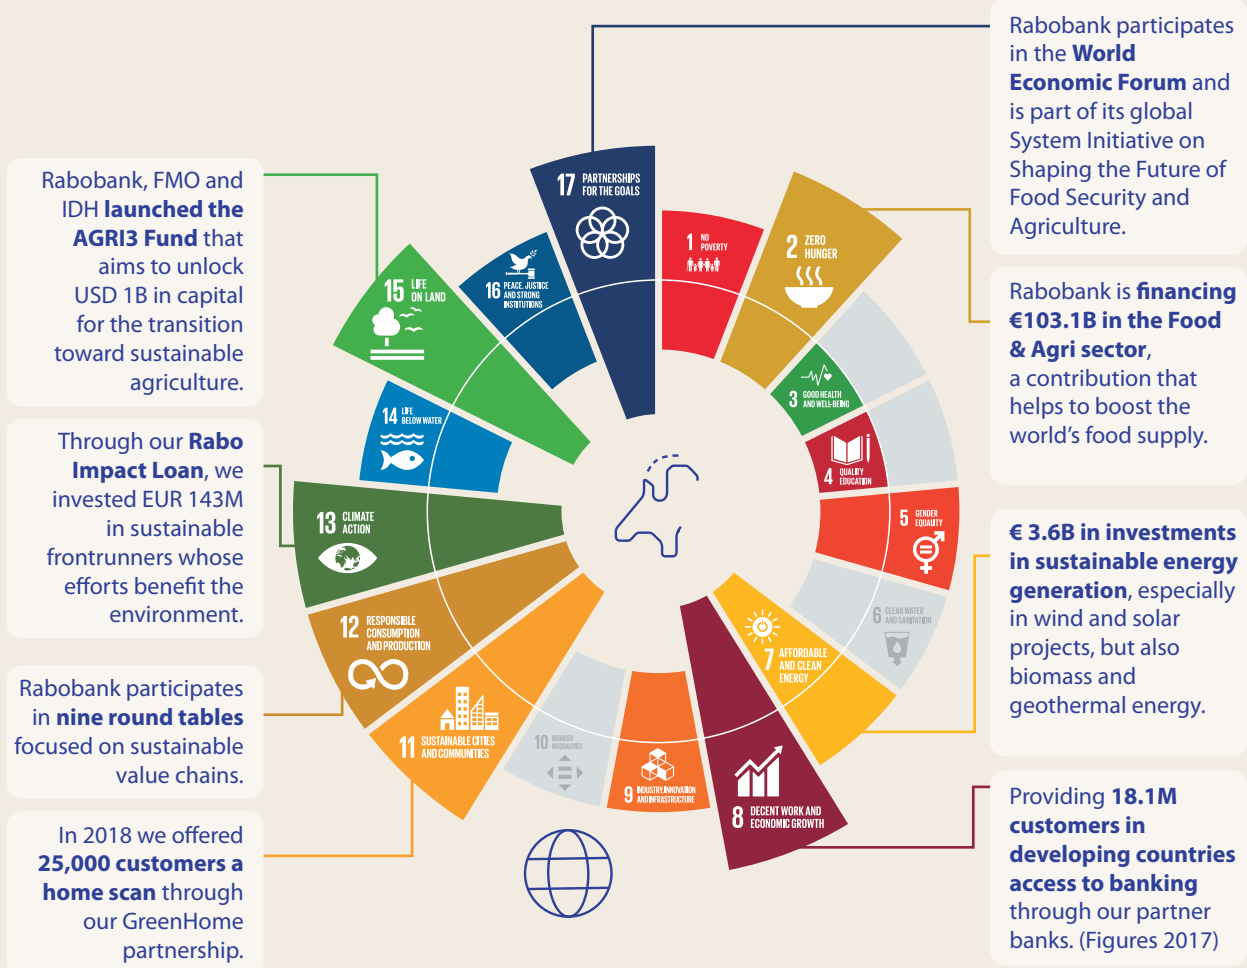 Rabobank participates
in the World
Economic Forum and
is part of its global
System Initiative on
Shaping the Future of
Food Security and
Agriculture.
Rabobank is financing
€103.1B in the Food
& Agri sector,
a contribution that
helps to boost the
world's food supply.
€ 3.6B in investments
in sustainable energy
generation, especially
in wind and solar
projects, but also
biomass and
geothermal energy.
Providing 18.1M
customers in
developing countries
access to banking
through our partner
banks. (Figures 2017)
Rabobank, FMO and
IDH launched the
AGRI3 Fund that
aims to unlock
USD 1B in capital
for the transition
toward sustainable
agriculture.
Through our Rabo
Impact Loan, we
invested EUR 143M
in sustainable
frontrunners whose
efforts benefit the
environment.
Rabobank participates
in nine round tables
focused on sustainable
value chains.
In 2018 we offered
25,000 customers a
home scan through
our GreenHome
partnership.
1 NO
POVERTY
2 ZERO
HUNGER
3 GOOD HEALTH
AND WELL-BEING
4 QUALITY
EDUCATION
5 GENDER
EQUALITY
6 CLEAN WATER
AND SANITATION
7 AFFORDABLE
AND CLEAN
ENERGY
8 DECENT WORK AND
ECONOMIC GROWTH
9 INDUSTRY, INNOVATION
AND INFRASTRUCTURE
10 REDUCED
INEQUALITIES
11 SUSTAINABLE CITIES
AND COMMUNITIES
12 RESPONSIBLE
CONSUMPTION
AND PRODUCTION
13 CLIMATE
ACTION
14 LIFE
BELOW WATER
15 LIFE
ON LAND
16 PEACE, JUSTICE
AND STRONG
INSTITUTIONS
17 PARTNERSHIPS
FOR THE GOALS